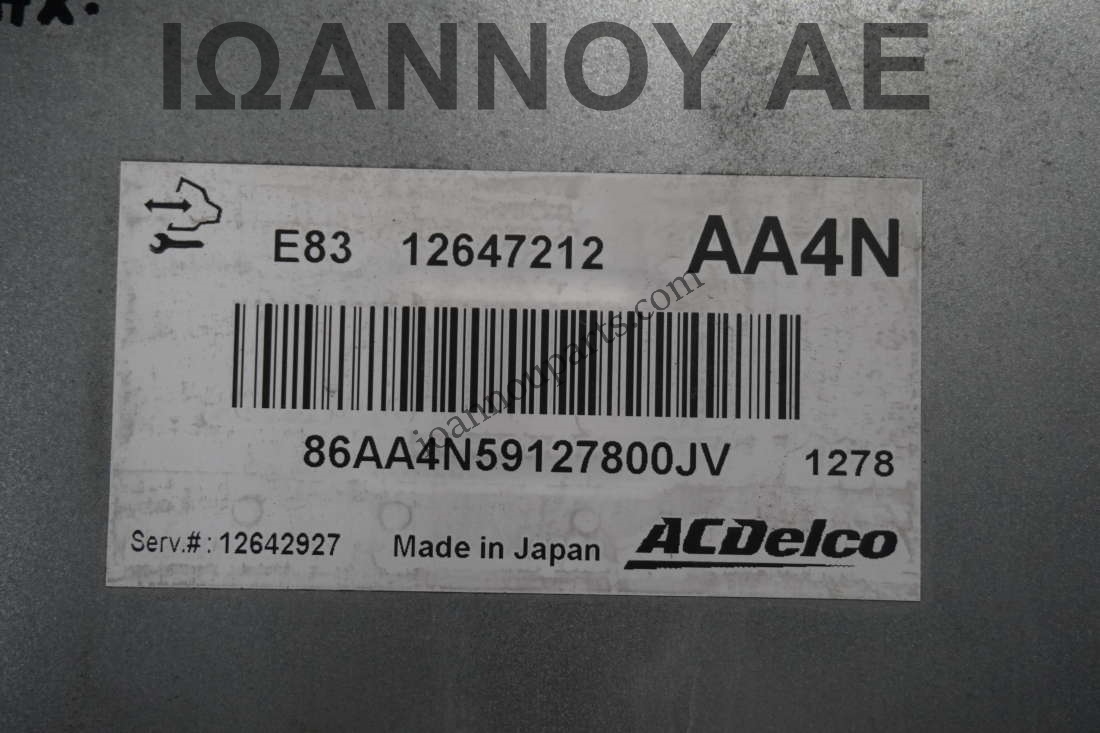 ΙΩΑΝΝΟΥ ΑΕ
E83 12647212 AA4N
ioannouparts.com
86AA4N59127800JV 1278
Serv.#: 12642927 Made in Japan ACDelco